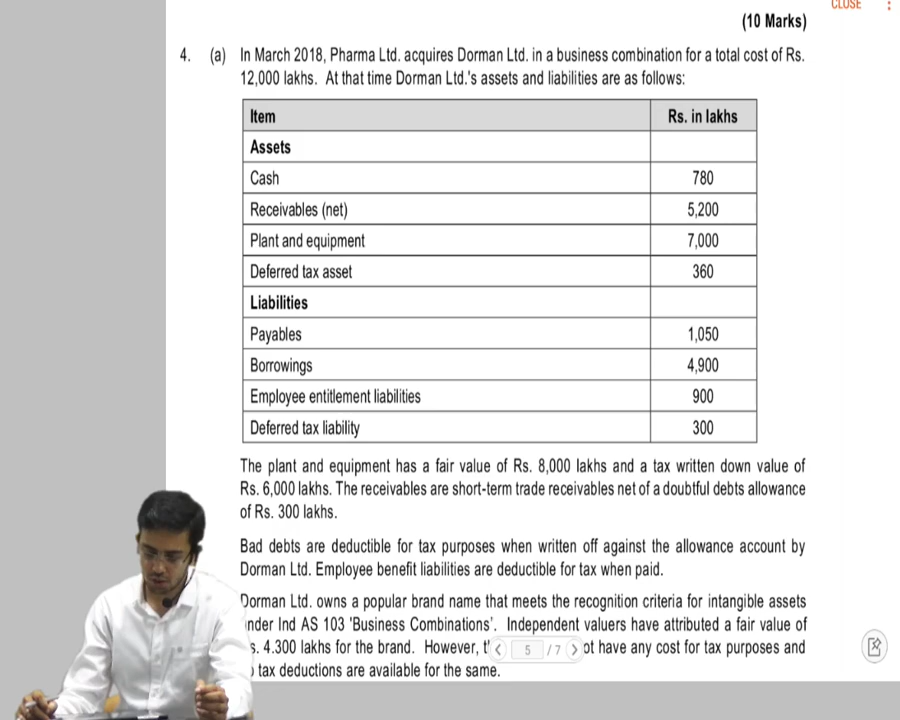 CLOSE
(10 Marks)
4. (a) In March 2018, Pharma Ltd. acquires Dorman Ltd. in a business combination for a total cost of Rs.
12,000 lakhs. At that time Dorman Ltd.'s assets and liabilities are as follows:
Item Rs. in lakhs
Assets
Cash 780
Receivables (net) 5,200
Plant and equipment 7,000
Deferred tax asset 360
Liabilities
Payables 1,050
Borrowings 4,900
Employee entitlement liabilities 900
Deferred tax liability 300
The plant and equipment has a fair value of Rs. 8,000 lakhs and a tax written down value of
Rs. 6,000 lakhs. The receivables are short-term trade receivables net of a doubtful debts allowance
of Rs. 300 lakhs.
Bad debts are deductible for tax purposes when written off against the allowance account by
Dorman Ltd. Employee benefit liabilities are deductible for tax when paid.
Dorman Ltd. owns a popular brand name that meets the recognition criteria for intangible assets
nder Ind AS 103 'Business Combinations'. Independent valuers have attributed a fair value of
s. 4.300 lakhs for the brand. However, t' 5 / 7 ot have any cost for tax purposes and
tax deductions are available for the same.